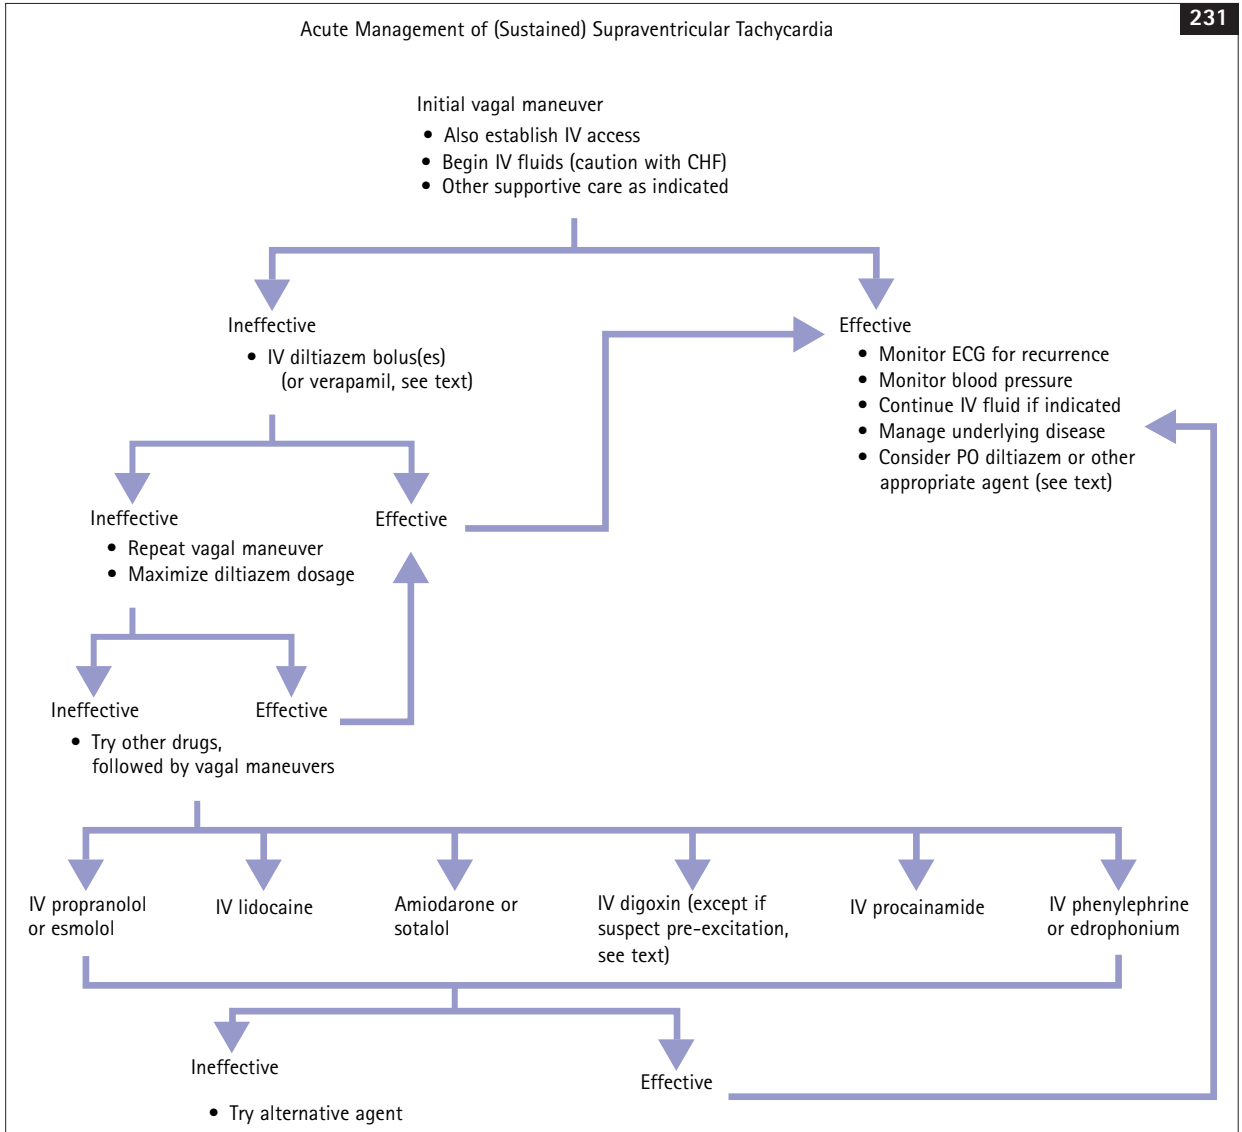 231
Acute Management of (Sustained) Supraventricular Tachycardia
Initial vagal maneuver
• Also establish IV access
• Begin IV fluids (caution with CHF)
• Other supportive care as indicated
Ineffective
• IV diltiazem bolus(es)
(or verapamil, see text)
Effective
• Monitor ECG for recurrence
• Monitor blood pressure
• Continue IV fluid if indicated
• Manage underlying disease
• Consider PO diltiazem or other
appropriate agent (see text)
Ineffective
• Repeat vagal maneuver
• Maximize diltiazem dosage
Effective
Ineffective
• Try other drugs,
followed by vagal maneuvers
Effective
IV propranolol
or esmolol
IV lidocaine
Amiodarone or
sotalol
IV digoxin (except if
suspect pre-excitation,
see text)
IV procainamide
IV phenylephrine
or edrophonium
Ineffective
• Try alternative agent
Effective